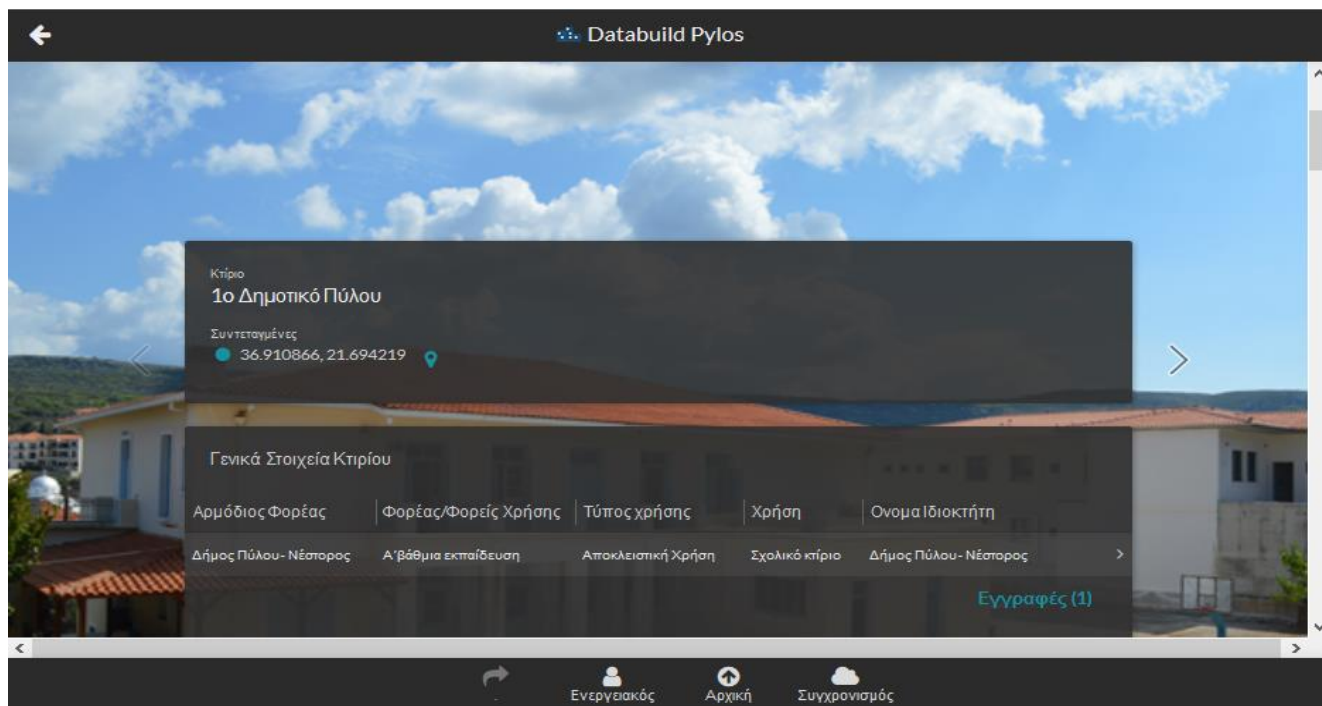 Databuild Pylos
Κτίριο
1ο Δημοτικό Πύλου
Συντεταγμένες
36.910866, 21.694219
Γενικά Στοιχεία Κτιρίου
Αρμόδιος Φορέας Φορέας/Φορείς Χρήσης Τύπος χρήσης Χρήση Ονομα Ιδιοκτήτη
Δήμος Πύλου- Νέστορος Α'βάθμια εκπαίδευση Αποκλειστική Χρήση Σχολικό κτίριο Δήμος Πύλου- Νέστορος
Εγγραφές (1)
Ενεργειακός Αρχική Συγχρονισμός